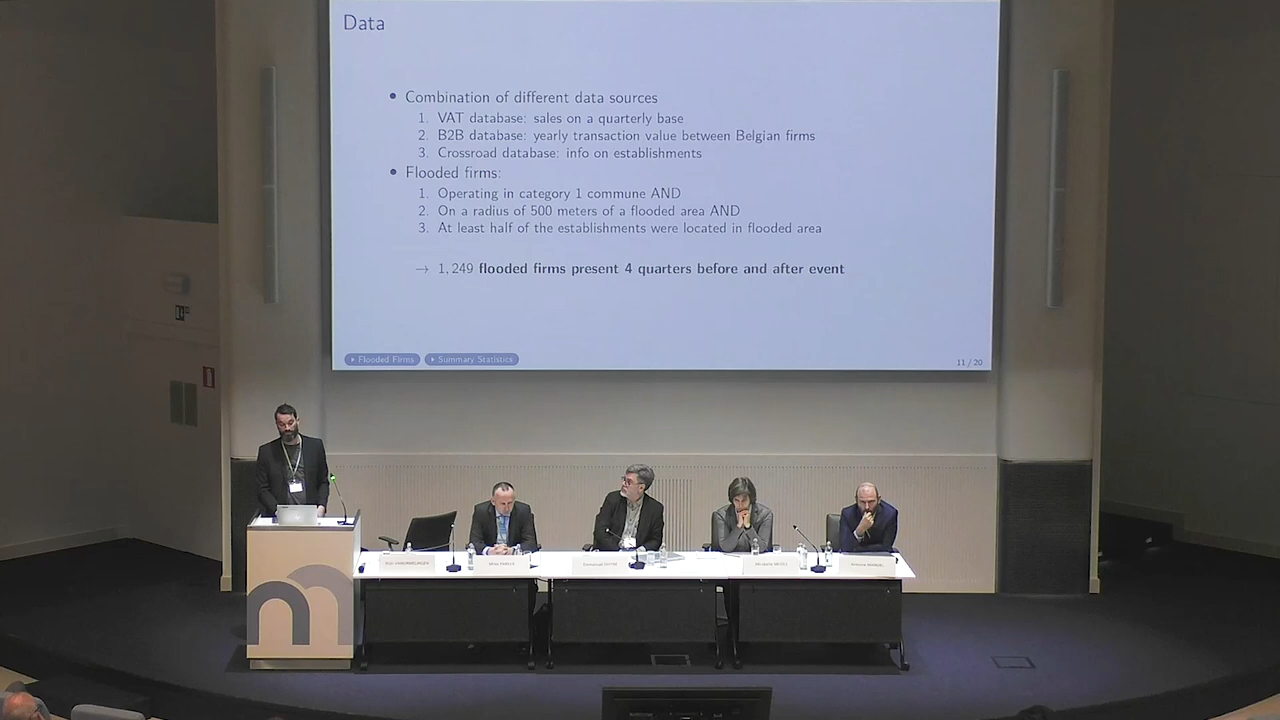 Data
• Combination of different data sources
1. VAT database: sales on a quarterly base
2. B2B database: yearly transaction value between Belgian firms
3. Crossroad database: info on establishments
• Flooded firms:
1. Operating in category 1 commune AND
2. On a radius of 500 meters of a flooded area AND
3. At least half of the establishments were located in flooded area
→ 1,249 flooded firms present 4 quarters before and after event
Flooded Firms
Summary Statistics
11 / 20